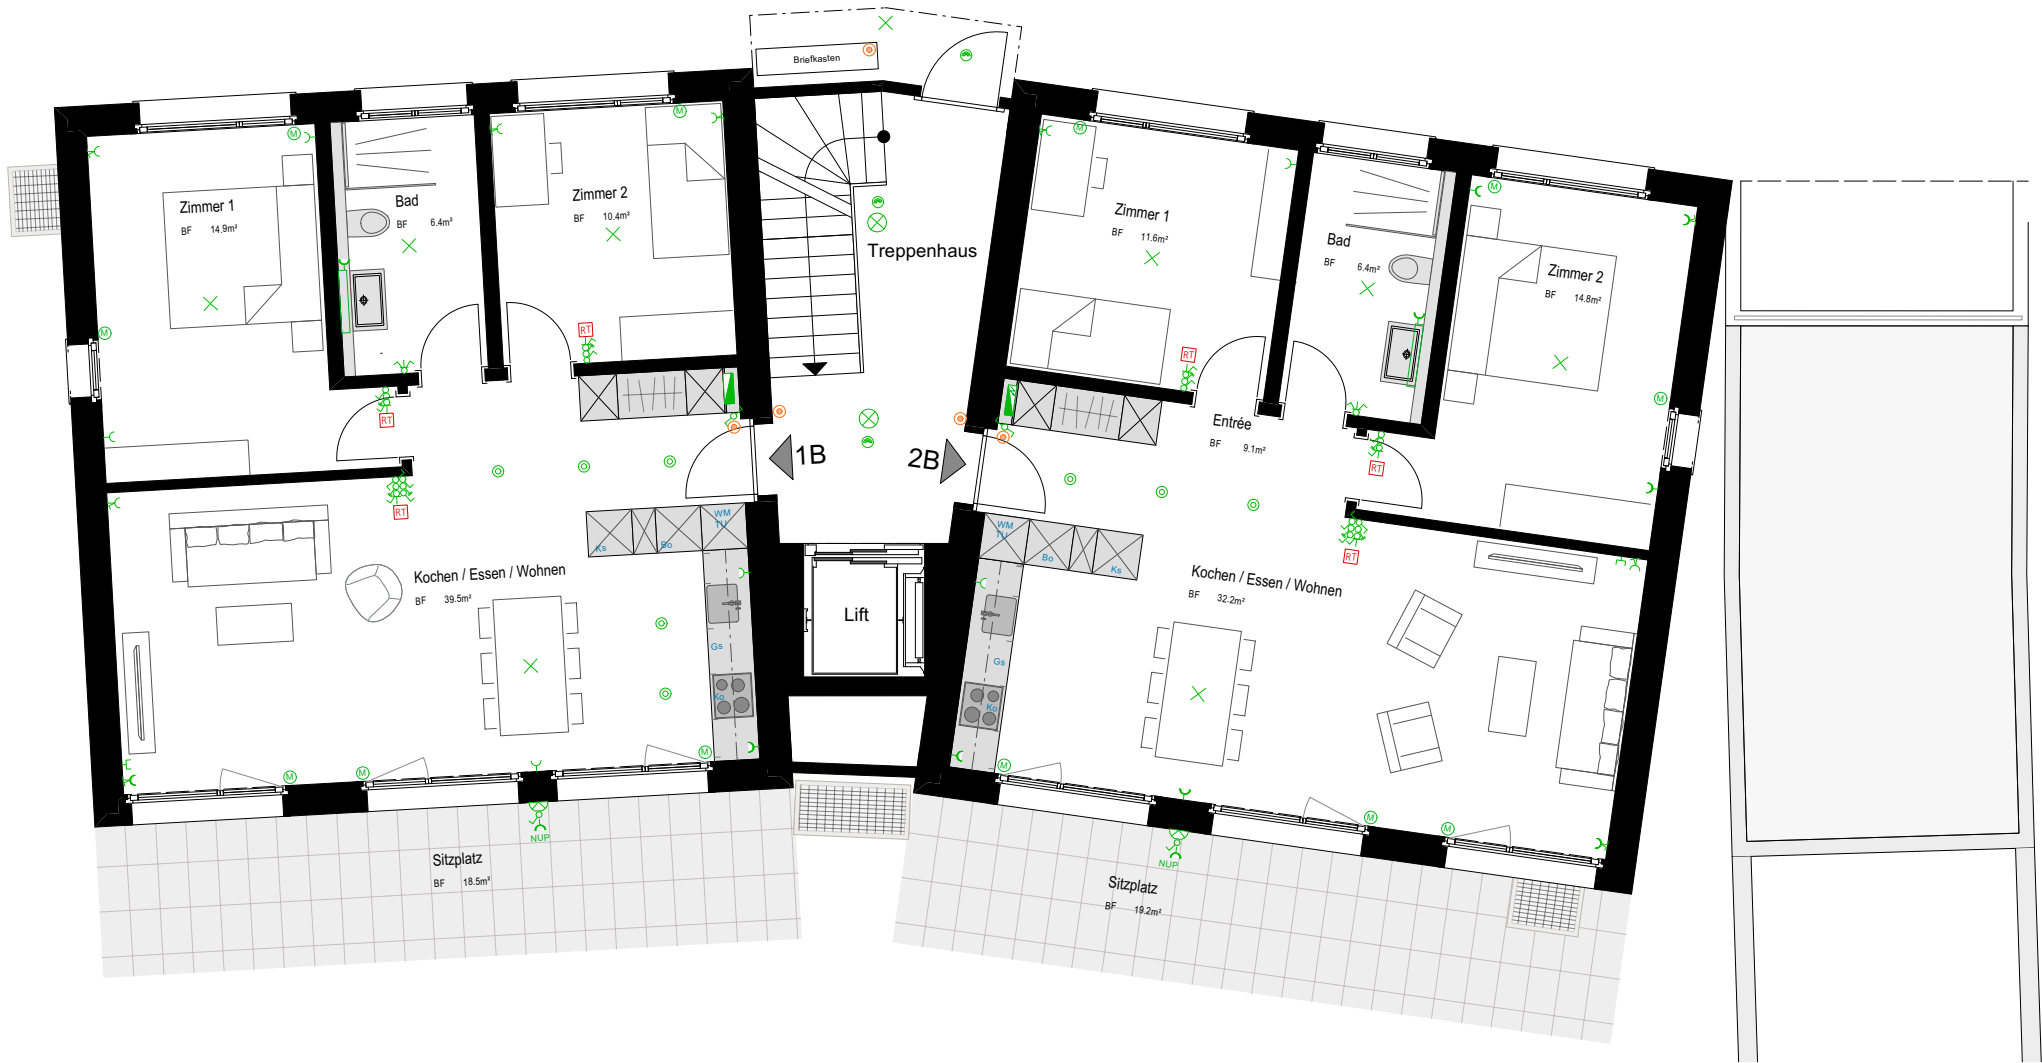 Briefkasten
M
M
M
M
Zimmer 1
BF 14.9m²
Bad
BF 6.4m²
Zimmer 2
BF 10.4m²
Treppenhaus
Zimmer 1
BF 11.6m²
Bad
BF 6.4m²
Zimmer 2
BF 14.8m²
M
RT
RT
M
RT
Entrée
BF 9.1m²
RT
1B
2B
RT
RT
WM
TU
Ks
Bo
WM
TU
Bo
Ks
Kochen / Essen / Wohnen
BF 39.5m²
Kochen / Essen / Wohnen
BF 32.2m²
Lift
Gs
Ko
Gs
Ko
M
M
M
M
M
M
NUP
NUP
Sitzplatz
BF 18.5m²
Sitzplatz
BF 19.2m²